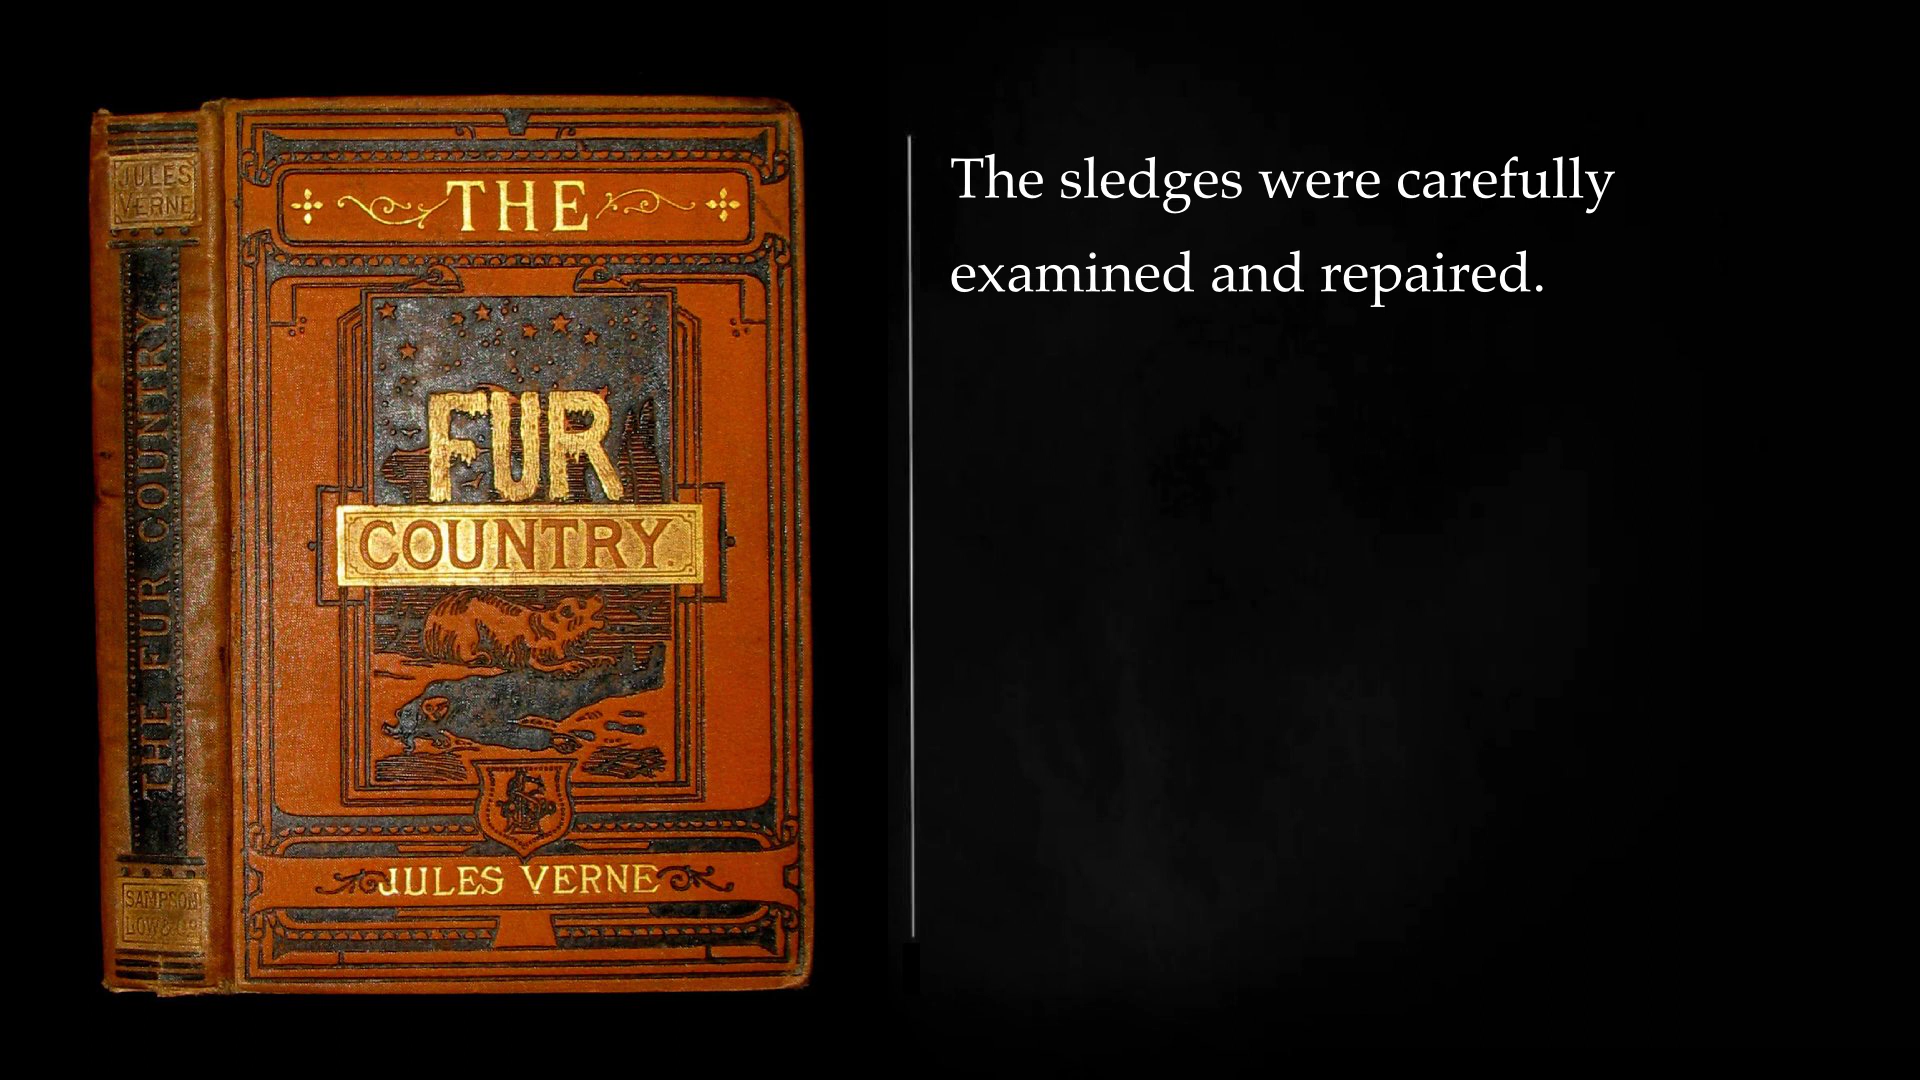 JULES
VERNE
THE FUR COUNTRY.
SAMPSON
LOW & Co
THE
FUR
COUNTRY.
JULES VERNE
The sledges were carefully
examined and repaired.